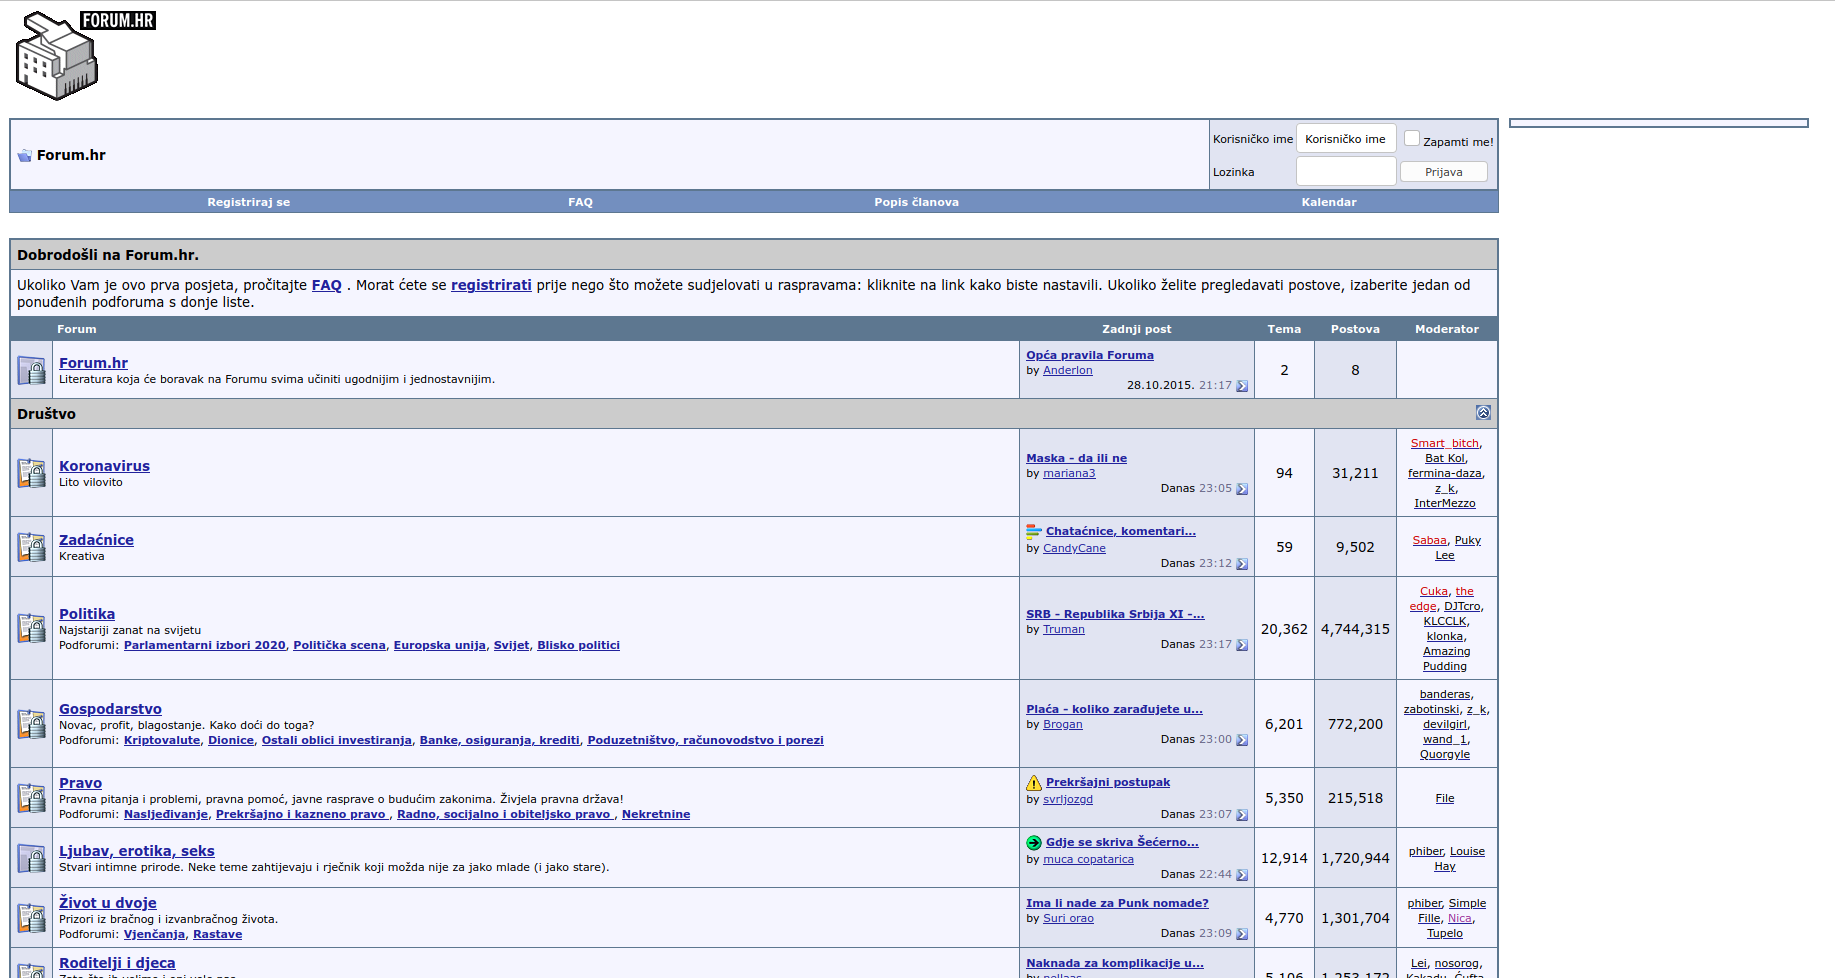 FORUM.HR
Forum.hr
Korisničko ime Korisničko ime Zapamti me!
Lozinka Prijava
Registriraj se FAQ Popis članova Kalendar
Dobrodošli na Forum.hr.
Ukoliko Vam je ovo prva posjeta, pročitajte FAQ . Morat ćete se registrirati prije nego što možete sudjelovati u raspravama: kliknite na link kako biste nastavili. Ukoliko želite pregledavati postove, izaberite jedan od
ponuđenih podforuma s donje liste.
Forum Zadnji post Tema Postova Moderator
Forum.hr
Literatura koja će boravak na Forumu svima učiniti ugodnijim i jednostavnijim.
Opća pravila Foruma
by Anderlon
28.10.2015. 21:17
2
8
Društvo
Koronavirus
Lito vilovito
Maska - da ili ne
by mariana3
Danas 23:05
94
31,211
Smart_bitch,
Bat Kol,
fermina-daza,
z_k,
InterMezzo
Zadaćnice
Kreativa
Chataćnice, komentari...
by CandyCane
Danas 23:12
59
9,502
Sabaa, Puky
Lee
Politika
Najstariji zanat na svijetu
Podforumi: Parlamentarni izbori 2020, Politička scena, Europska unija, Svijet, Blisko politici
SRB - Republika Srbija XI -...
by Truman
Danas 23:17
20,362
4,744,315
Cuka, the
edge, DJTcro,
KLCCLK,
klonka,
Amazing
Pudding
Gospodarstvo
Novac, profit, blagostanje. Kako doći do toga?
Podforumi: Kriptovalute, Dionice, Ostali oblici investiranja, Banke, osiguranja, krediti, Poduzetništvo, računovodstvo i porezi
Plaća - koliko zarađujete u...
by Brogan
Danas 23:00
6,201
772,200
banderas,
zabotinski, z_k,
devilgirl,
wand_1,
Quorgyle
Pravo
Pravna pitanja i problemi, pravna pomoć, javne rasprave o budućim zakonima. Živjela pravna država!
Podforumi: Nasljeđivanje, Prekršajno i kazneno pravo , Radno, socijalno i obiteljsko pravo , Nekretnine
Prekršajni postupak
by svrljozgd
Danas 23:07
5,350
215,518
File
Ljubav, erotika, seks
Stvari intimne prirode. Neke teme zahtijevaju i rječnik koji možda nije za jako mlade (i jako stare).
Gdje se skriva Šećerno...
by muca copatarica
Danas 22:44
12,914
1,720,944
phiber, Louise
Hay
Život u dvoje
Prizori iz bračnog i izvanbračnog života.
Podforumi: Vjenčanja, Rastave
Ima li nade za Punk nomade?
by Suri orao
Danas 23:09
4,770
1,301,704
phiber, Simple
Fille, Nica,
Tupelo
Roditelji i djeca
Naknada za komplikacije u...
Lei, nosorog,